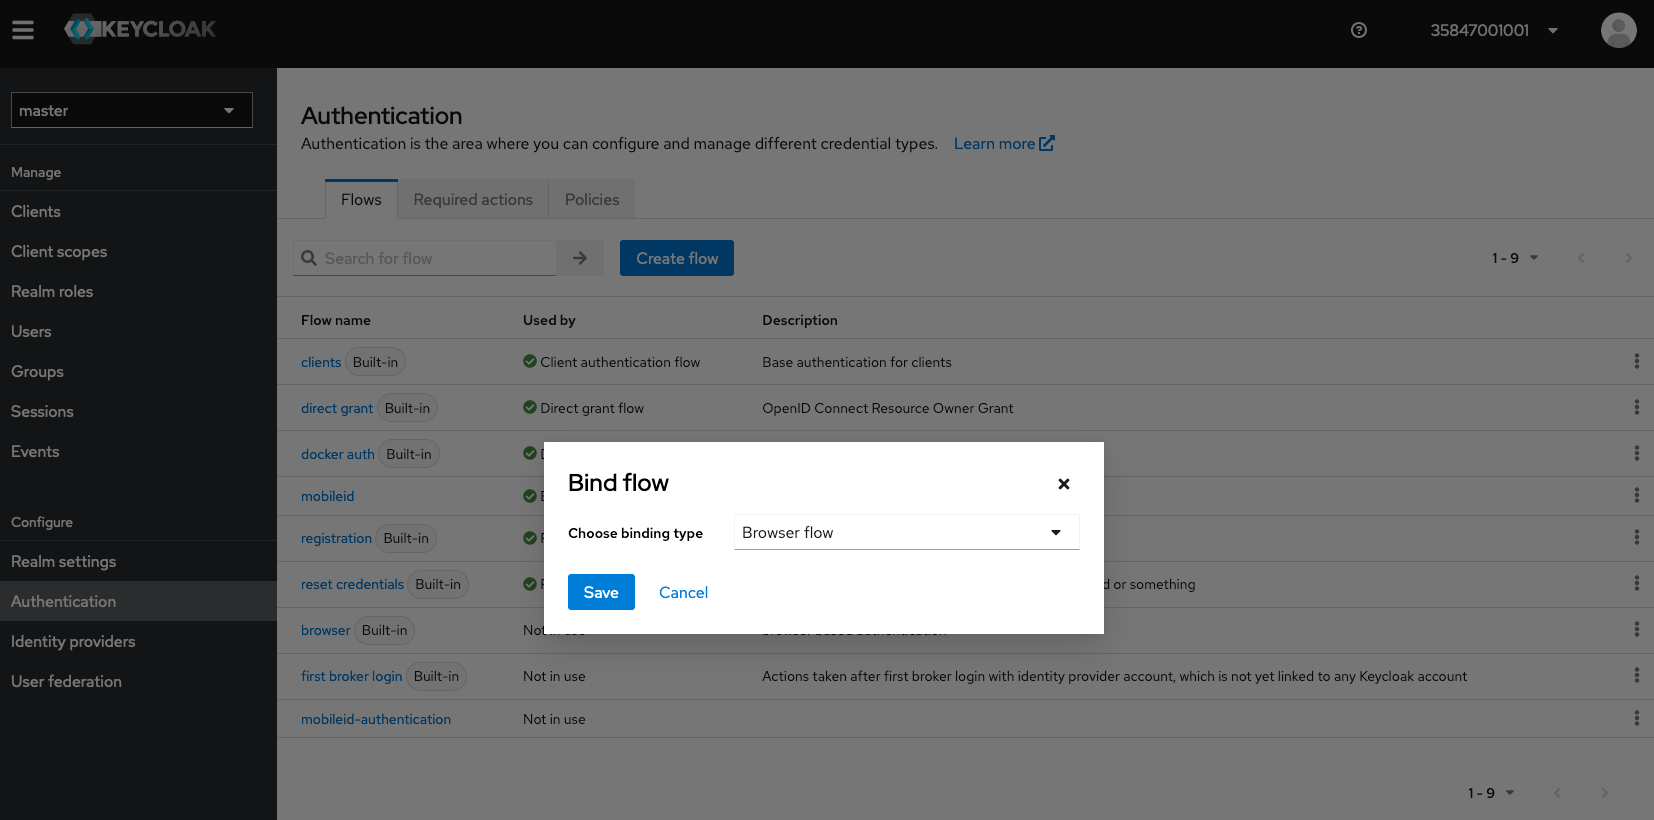 KEYCLOAK
35847001001
master
Manage
Clients
Client scopes
Realm roles
Users
Groups
Sessions
Events
Configure
Realm settings
Authentication
Identity providers
User federation
Authentication
Authentication is the area where you can configure and manage different credential types. Learn more
Flows Required actions Policies
Search for flow Create flow 1 - 9
Flow name Used by Description
clients Built-in Client authentication flow Base authentication for clients
direct grant Built-in Direct grant flow OpenID Connect Resource Owner Grant
docker auth Built-in
mobileid
registration Built-in
reset credentials Built-in or something
browser Built-in Not in use
first broker login Built-in Not in use Actions taken after first broker login with identity provider account, which is not yet linked to any Keycloak account
mobileid-authentication Not in use
1 - 9
Bind flow
Choose binding type Browser flow
Save Cancel